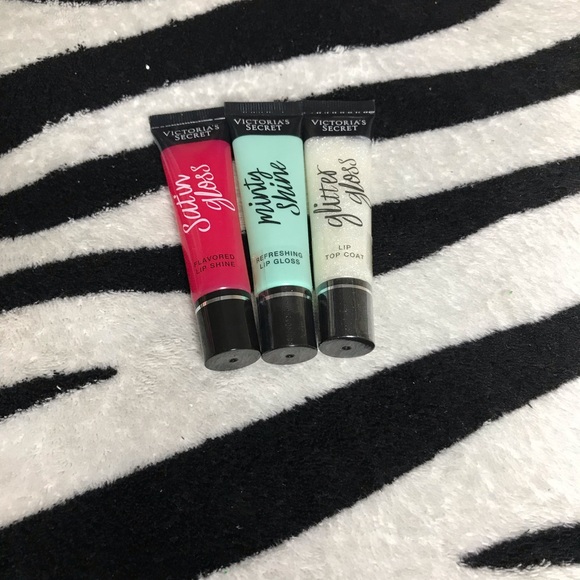 VICTORIA'S
SECRET
Satin
gloss
FLAVORED
LIP SHINE
VICTORIA'S
SECRET
minty
shine
REFRESHING
LIP GLOSS
VICTORIA'S
SECRET
glitter
gloss
LIP
TOP COAT